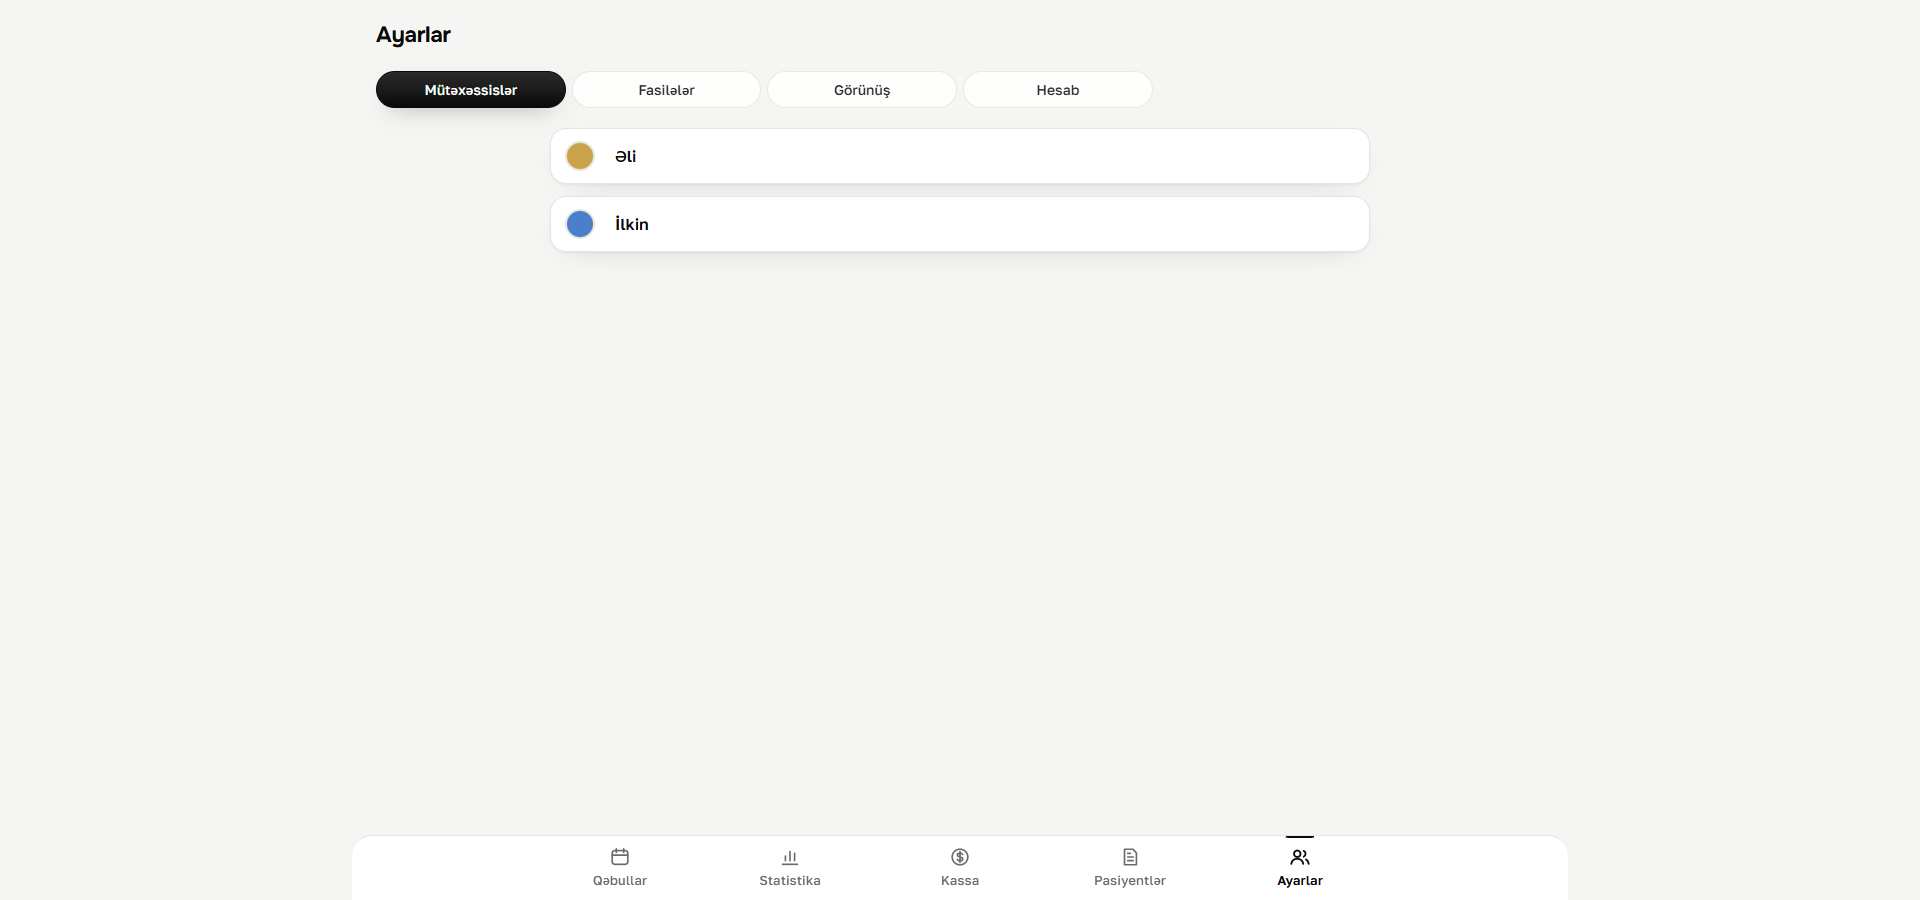 Ayarlar
Mütəxəssislər Fasilələr Görünüş Hesab
Əli
İlkin
Qəbullar Statistika Kassa Pasiyentlər Ayarlar